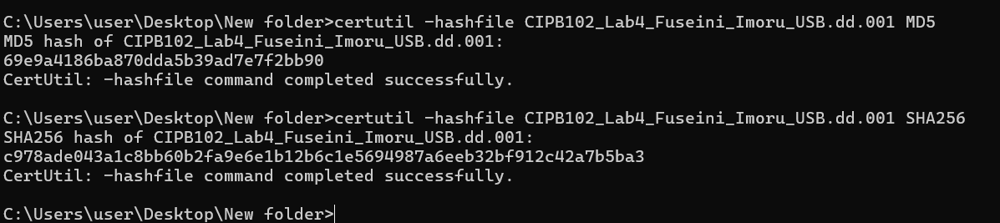 C:\Users\user\Desktop\New folder>certutil -hashfile CIPB102_Lab4_Fuseini_Imoru_USB.dd.001 MD5
MD5 hash of CIPB102_Lab4_Fuseini_Imoru_USB.dd.001:
69e9a4186ba870dda5b39ad7e7f2bb90
CertUtil: -hashfile command completed successfully.
C:\Users\user\Desktop\New folder>certutil -hashfile CIPB102_Lab4_Fuseini_Imoru_USB.dd.001 SHA256
SHA256 hash of CIPB102_Lab4_Fuseini_Imoru_USB.dd.001:
c978ade043a1c8bb60b2fa9e6e1b12b6c1e5694987a6eeb32bf912c42a7b5ba3
CertUtil: -hashfile command completed successfully.
C:\Users\user\Desktop\New folder>